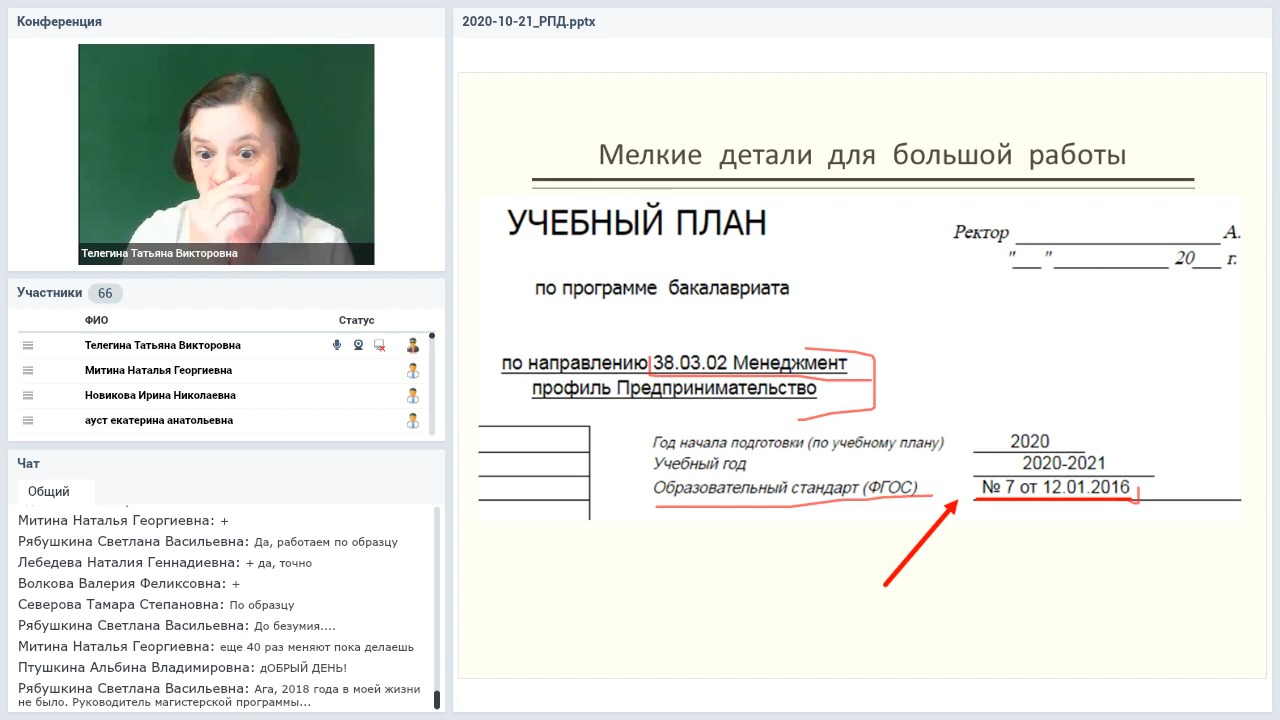 Конференция
Телегина Татьяна Викторовна
Участники 66
ФИО Статус
Телегина Татьяна Викторовна
Митина Наталья Георгиевна
Новикова Ирина Николаевна
ауст екатерина анатольевна
Чат
Общий
Митина Наталья Георгиевна: +
Рябушкина Светлана Васильевна: Да, работаем по образцу
Лебедева Наталия Геннадиевна: + да, точно
Волкова Валерия Феликсовна: +
Северова Тамара Степановна: По образцу
Рябушкина Светлана Васильевна: До безумия....
Митина Наталья Георгиевна: еще 40 раз меняют пока делаешь
Птушкина Альбина Владимировна: дОБРЫЙ ДЕНЬ!
Рябушкина Светлана Васильевна: Ага, 2018 года в моей жизни
не было. Руководитель магистерской программы...
2020-10-21_РПД.pptx
Мелкие детали для большой работы
УЧЕБНЫЙ ПЛАН
Ректор ____ А.
"___" ____ 20___ г.
по программе бакалавриата
по направлению 38.03.02 Менеджмент
профиль Предпринимательство
Год начала подготовки (по учебному плану) 2020
Учебный год 2020-2021
Образовательный стандарт (ФГОС) № 7 от 12.01.2016